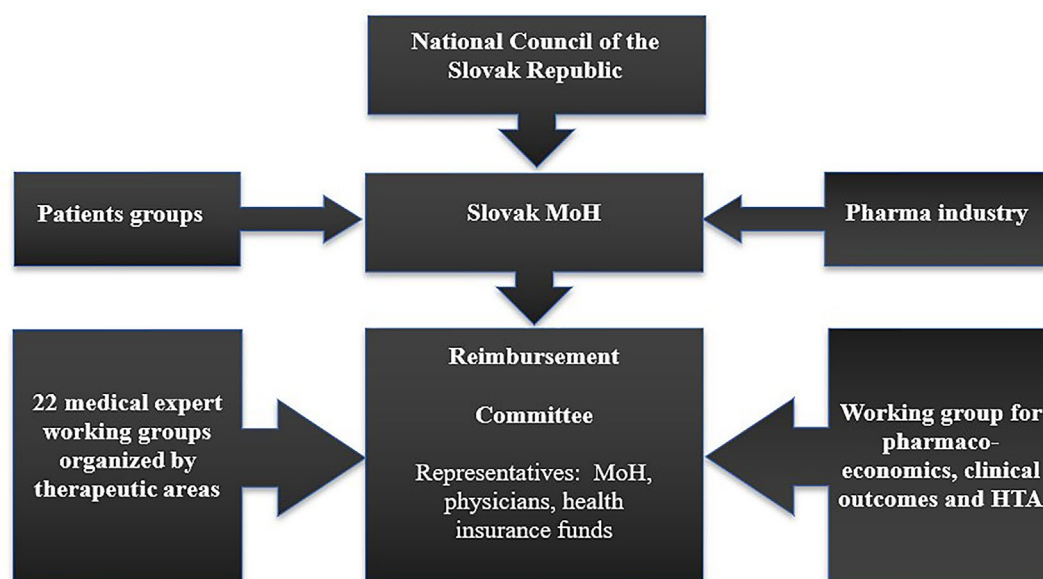 National Council of the
Slovak Republic
Patients groups
Slovak MoH
Pharma industry
22 medical expert
working groups
organized by
therapeutic areas
Reimbursement
Committee
Representatives: MoH,
physicians, health
insurance funds
Working group for
pharmaco-
economics, clinical
outcomes and HTA